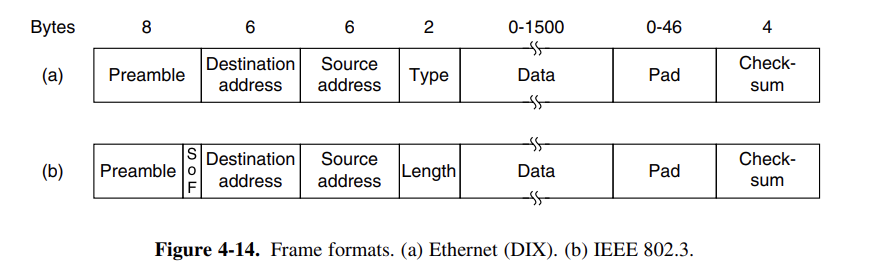 Bytes 8 6 6 2 0-1500 0-46 4
(a) Preamble Destination address Source address Type Data Pad Check-sum
(b) Preamble SoF Destination address Source address Length Data Pad Check-sum
Figure 4-14. Frame formats. (a) Ethernet (DIX). (b) IEEE 802.3.